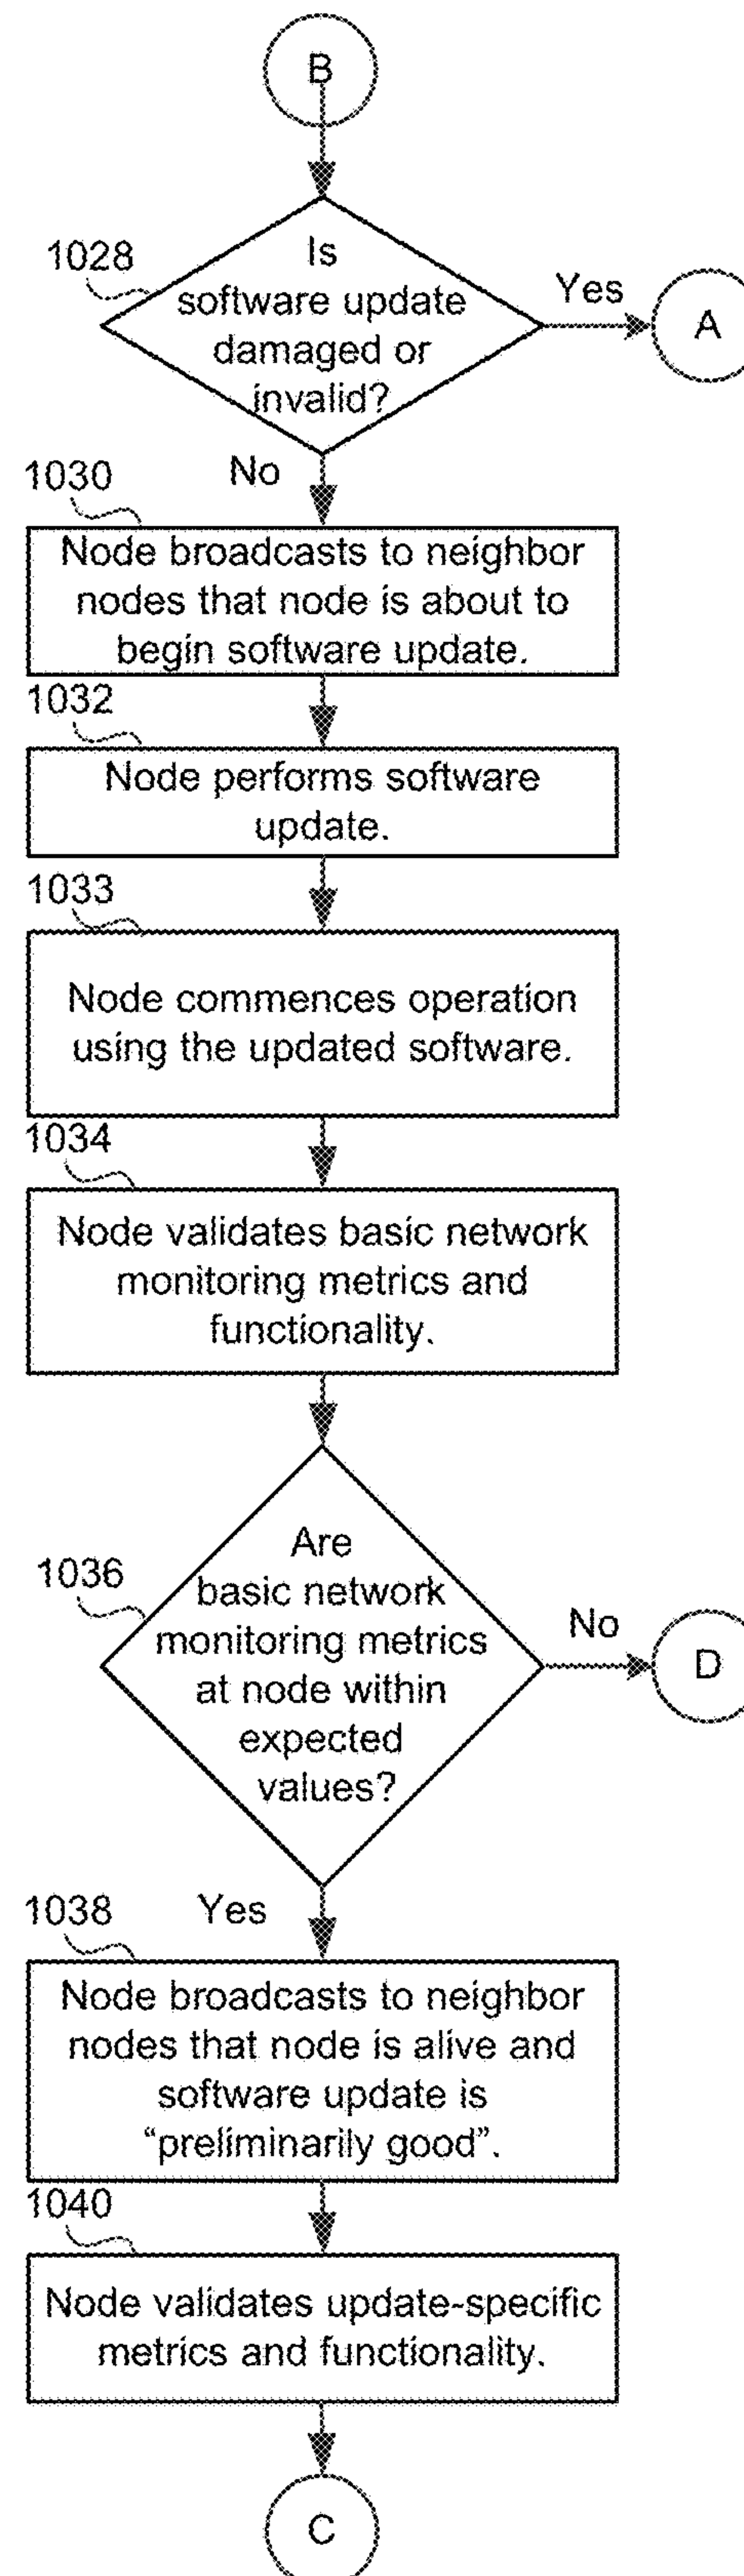 B
1028
Is
software update
damaged or
invalid?
Yes
A
No
1030
Node broadcasts to neighbor
nodes that node is about to
begin software update.
1032
Node performs software
update.
1033
Node commences operation
using the updated software.
1034
Node validates basic network
monitoring metrics and
functionality.
1036
Are
basic network
monitoring metrics
at node within
expected
values?
No
D
Yes
1038
Node broadcasts to neighbor
nodes that node is alive and
software update is
“preliminarily good”.
1040
Node validates update-specific
metrics and functionality.
C